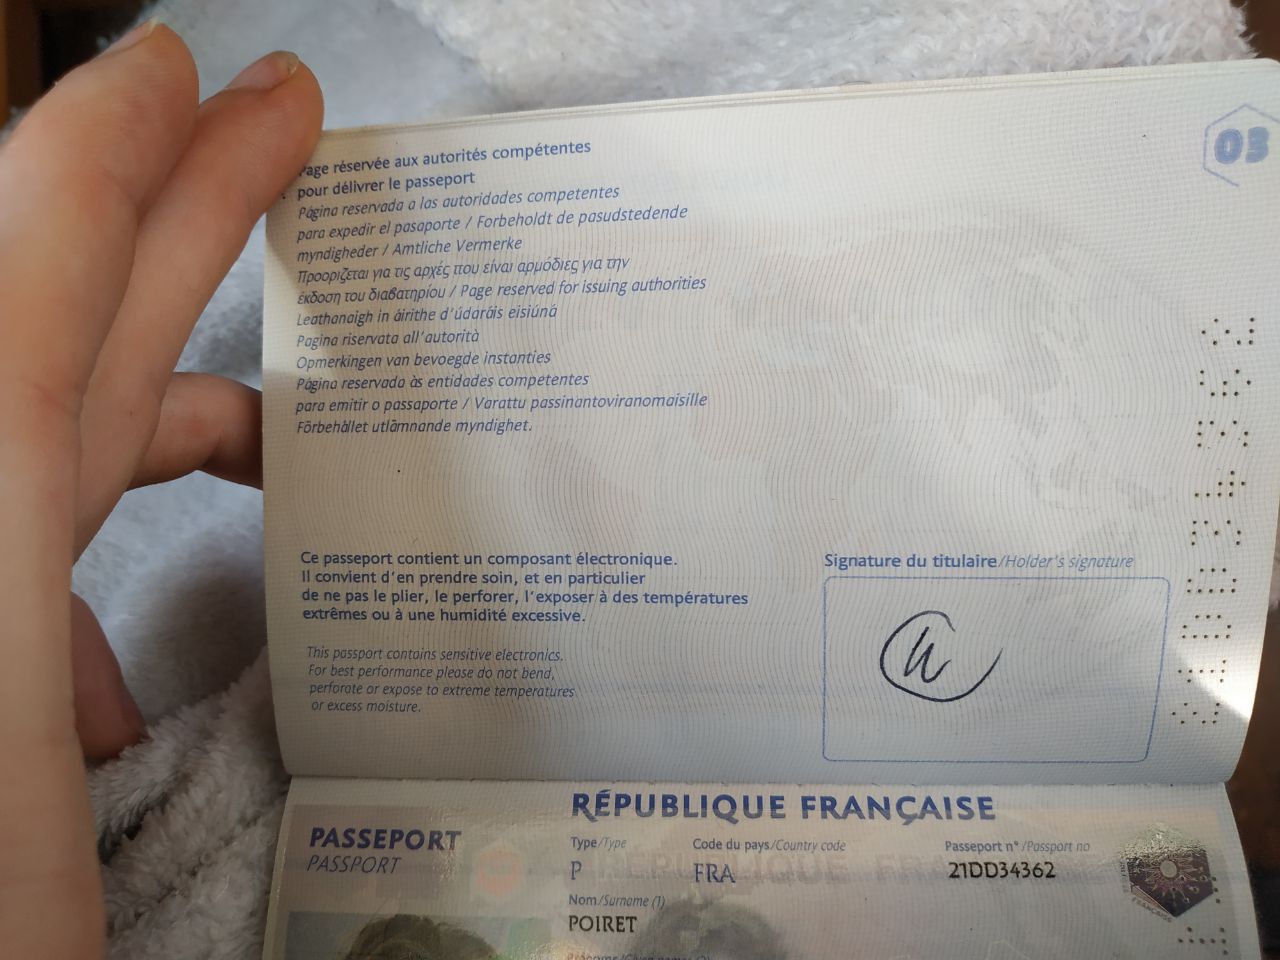 03
Page réservée aux autorités compétentes
pour délivrer le passeport
Página reservada a las autoridades competentes
para expedir el pasaporte / Forbeholdt de pasudstedende
myndigheder / Amtliche Vermerke
Προορίζεται για τις αρχές που είναι αρμόδιες για την
έκδοση του διαβατηρίου / Page reserved for issuing authorities
Leathanaigh in áirithe d'údaráis eisiúná
Pagina riservata all'autorità
Opmerkingen van bevoegde instanties
Página reservada às entidades competentes
para emitir o passaporte / Varattu passinantoviranomaisille
Förbehållet utlämnande myndighet.
Ce passeport contient un composant électronique.
Il convient d'en prendre soin, et en particulier
de ne pas le plier, le perforer, l'exposer à des températures
extrêmes ou à une humidité excessive.
This passport contains sensitive electronics.
For best performance please do not bend,
perforate or expose to extreme temperatures
or excess moisture.
Signature du titulaire/Holder's signature
RÉPUBLIQUE FRANÇAISE
PASSEPORT
PASSPORT
Type/Type
P
Code du pays/Country code
FRA
Passeport n°/Passport no
21DD34362
Nom/Surname (1)
POIRET